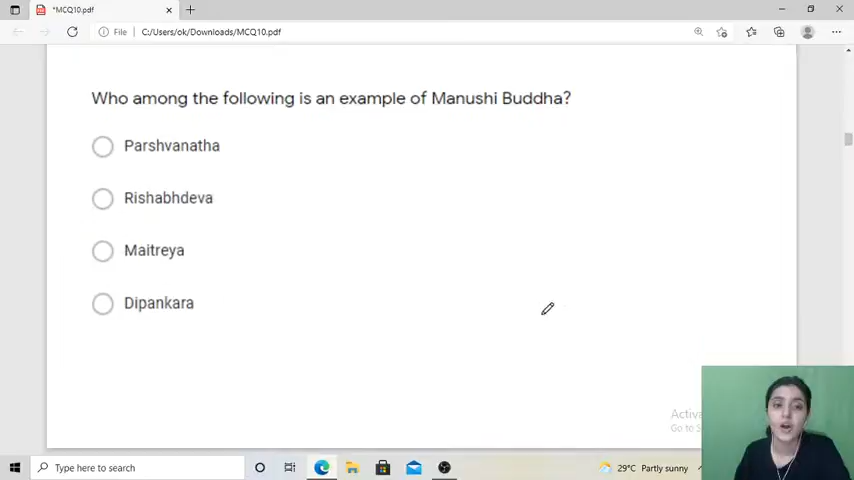 *MCQ10.pdf
File
C:/Users/ok/Downloads/MCQ10.pdf
Who among the following is an example of Manushi Buddha?
Parshvanatha
Rishabhdeva
Maitreya
Dipankara
Type here to search
29°C Partly sunny